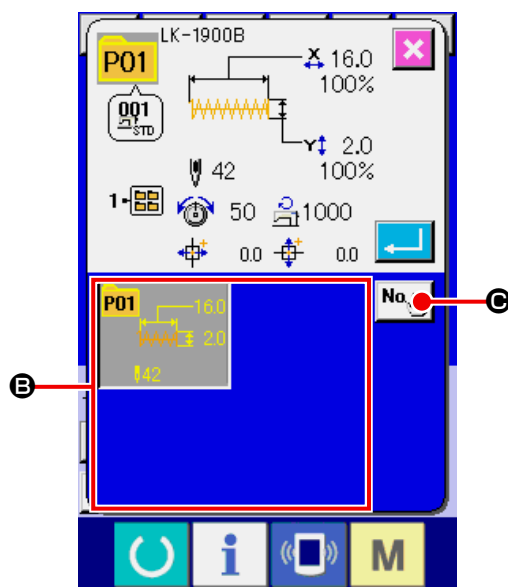 LK-1900B
P01
X 16.0
100%
001
STD
Y 2.0
100%
42
1•
50
1000
0.0
0.0
P01
16.0
2.0
42
No.
B
C
i
M